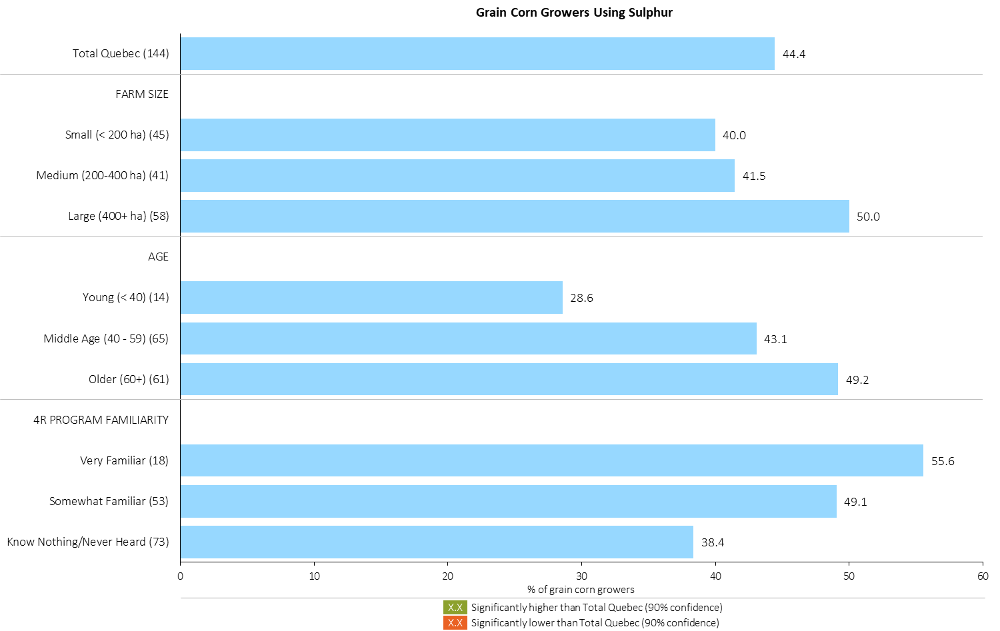 Grain Corn Growers Using Sulphur
Total Quebec (144) 44.4
FARM SIZE
Small (< 200 ha) (45) 40.0
Medium (200-400 ha) (41) 41.5
Large (400+ ha) (58) 50.0
AGE
Young (< 40) (14) 28.6
Middle Age (40 - 59) (65) 43.1
Older (60+) (61) 49.2
4R PROGRAM FAMILIARITY
Very Familiar (18) 55.6
Somewhat Familiar (53) 49.1
Know Nothing/Never Heard (73) 38.4
0 10 20 30 40 50 60
% of grain corn growers
X.X Significantly higher than Total Quebec (90% confidence)
X.X Significantly lower than Total Quebec (90% confidence)